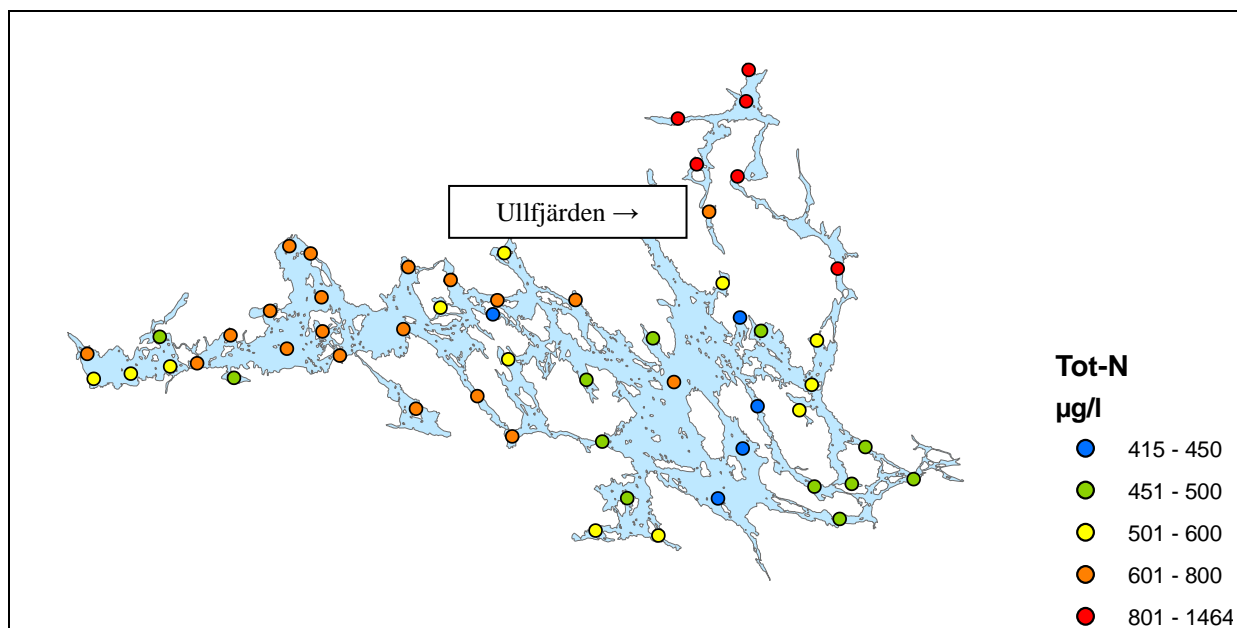 Ullfjärden →
Tot-N
µg/l
415 - 450
451 - 500
501 - 600
601 - 800
801 - 1464